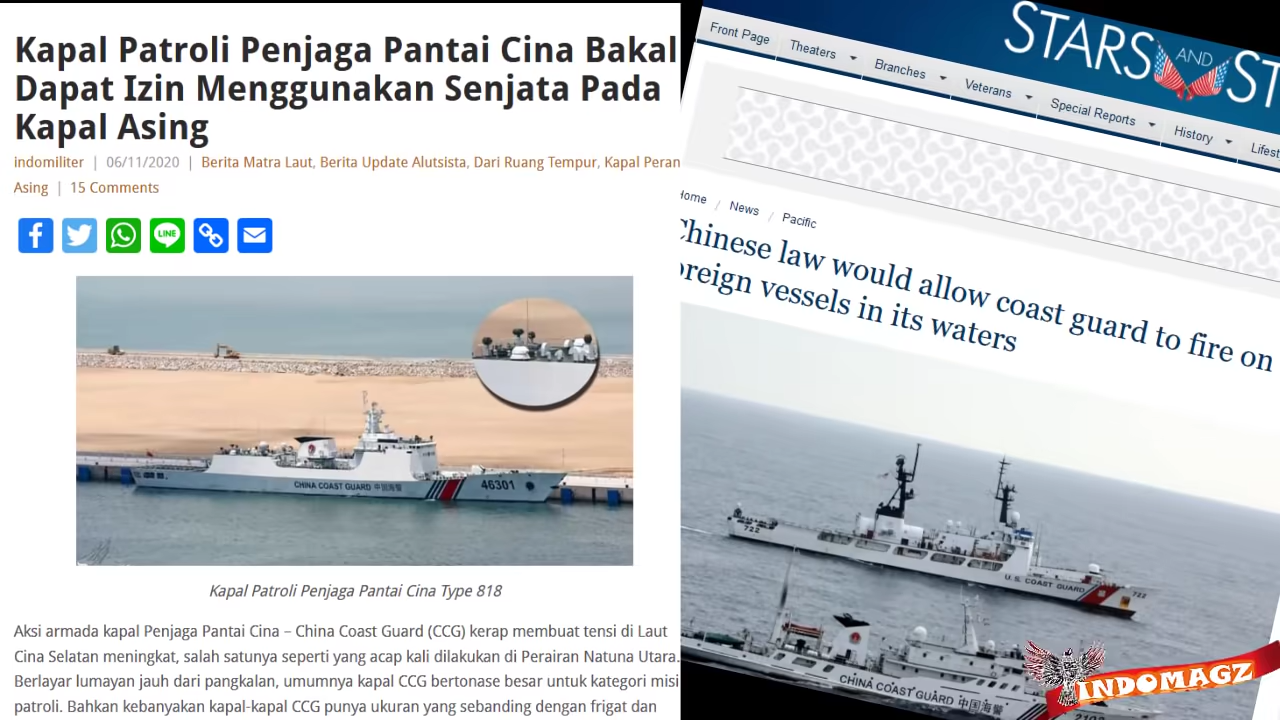 Kapal Patroli Penjaga Pantai Cina Bakal
Dapat Izin Menggunakan Senjata Pada
Kapal Asing
indomiliter | 06/11/2020 | Berita Matra Laut, Berita Update Alutsista, Dari Ruang Tempur, Kapal Peran
Asing | 15 Comments
LINE
CHINA COAST GUARD 中国海警
46301
Kapal Patroli Penjaga Pantai Cina Type 818
Aksi armada kapal Penjaga Pantai Cina – China Coast Guard (CCG) kerap membuat tensi di Laut
Cina Selatan meningkat, salah satunya seperti yang acap kali dilakukan di Perairan Natuna Utara.
Berlayar lumayan jauh dari pangkalan, umumnya kapal CCG bertonase besar untuk kategori misi
patroli. Bahkan kebanyakan kapal-kapal CCG punya ukuran yang sebanding dengan frigat dan
STARS AND ST
Front Page
Theaters
Branches
Veterans
Special Reports
History
Lifest
Home / News / Pacific
Chinese law would allow coast guard to fire on
oreign vessels in its waters
722
U.S. COAST GUARD
722
CHINA COAST GUARD 中国海警
2102
INDOMAGZ